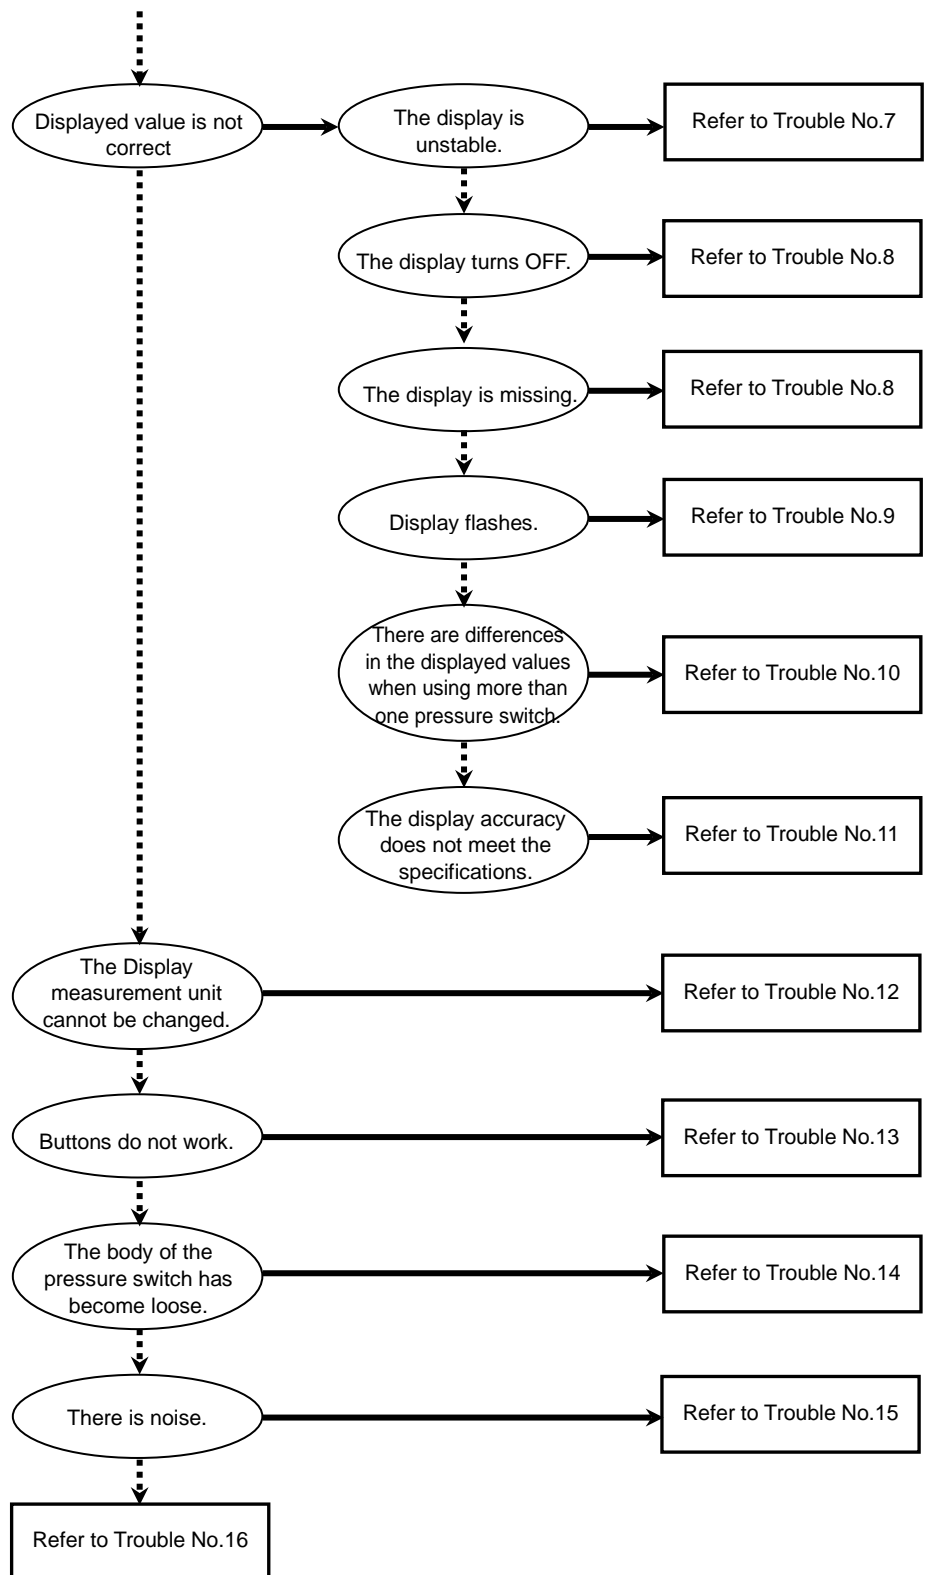 Displayed value is not
correct
The display is
unstable.
Refer to Trouble No.7
The display turns OFF.
Refer to Trouble No.8
The display is missing.
Refer to Trouble No.8
Display flashes.
Refer to Trouble No.9
There are differences
in the displayed values
when using more than
one pressure switch.
Refer to Trouble No.10
The display accuracy
does not meet the
specifications.
Refer to Trouble No.11
The Display
measurement unit
cannot be changed.
Refer to Trouble No.12
Buttons do not work.
Refer to Trouble No.13
The body of the
pressure switch has
become loose.
Refer to Trouble No.14
There is noise.
Refer to Trouble No.15
Refer to Trouble No.16